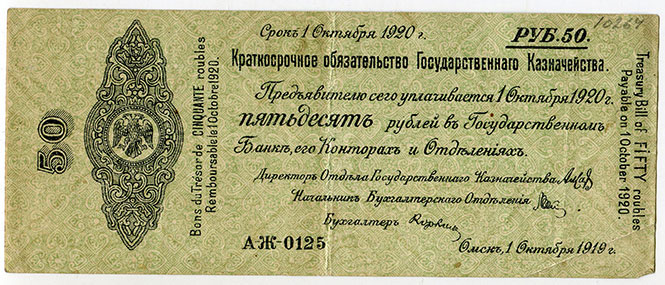 Срокъ 1 Октября 1920 г.
РУБ. 50.
10264
Краткосрочное обязательство Государственнаго Казначейства.
Предъявителю сего уплачивается 1 Октября 1920 г.
пятьдесятъ рублей въ Государственномъ
Банкѣ, его Конторахъ и Отдѣленіяхъ.
Директоръ Отдѣла Государственнаго Казначейства
Начальникъ Бухгалтерскаго Отдѣленія
Бухгалтеръ
А-Ж-0125
Омскъ, 1 Октября 1919 г.
50
Bons du Trésor de CINQUANTE roubles
Remboursable le 1 Octobre 1920.
Treasury Bill of FIFTY roubles
Payable on 1 October 1920.